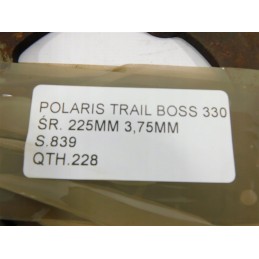 POLARIS TRAIL BOSS 330
ŚR. 225MM 3,75MM
S.839
QTH.228